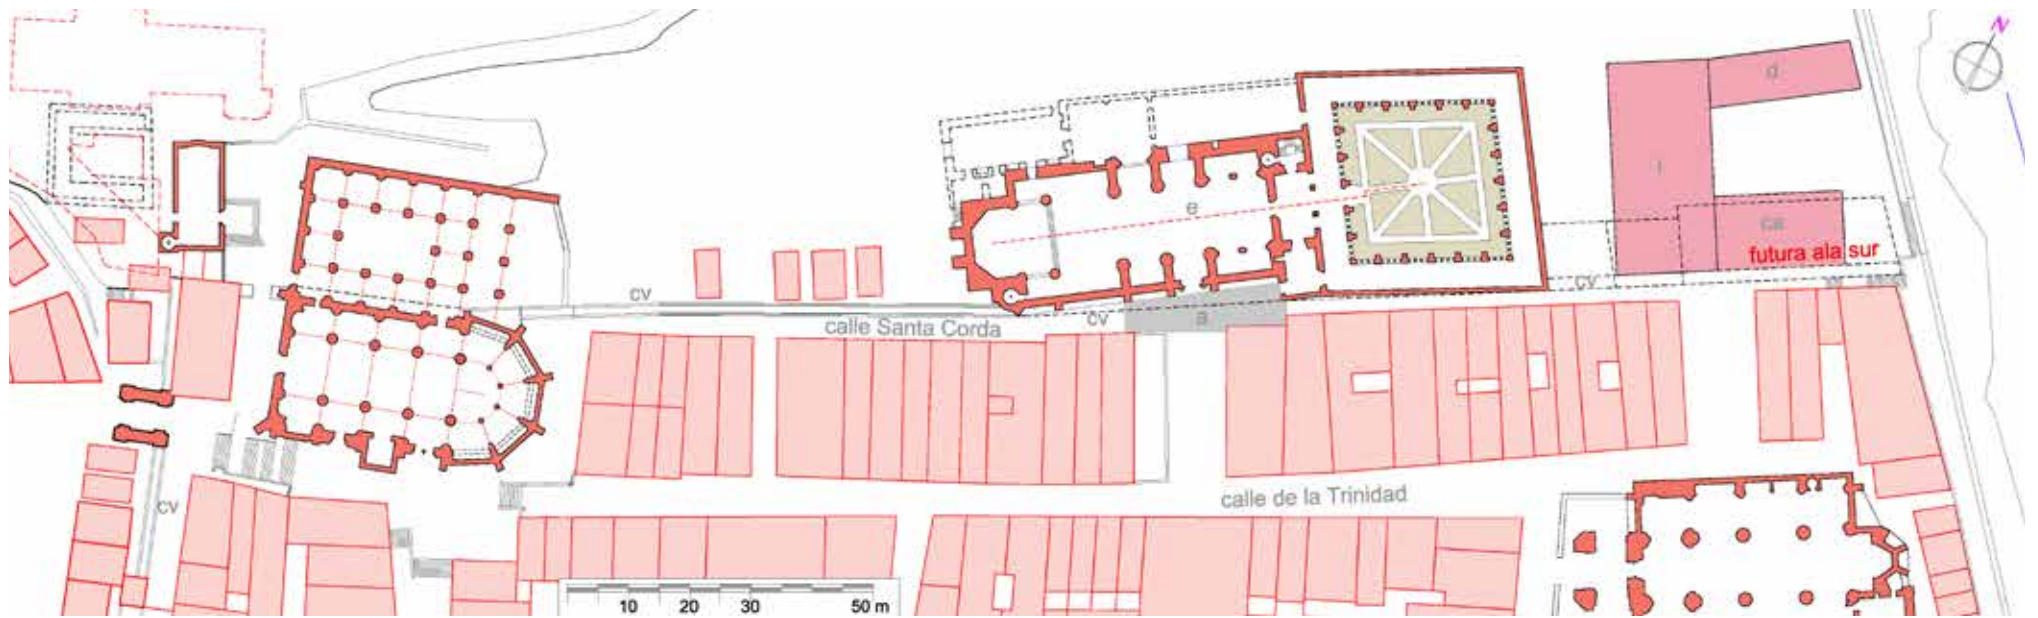 N
d
i
e
ca
futura ala sur
cv
cv
cv
a
calle Santa Corda
calle de la Trinidad
cv
10 20 30 50 m